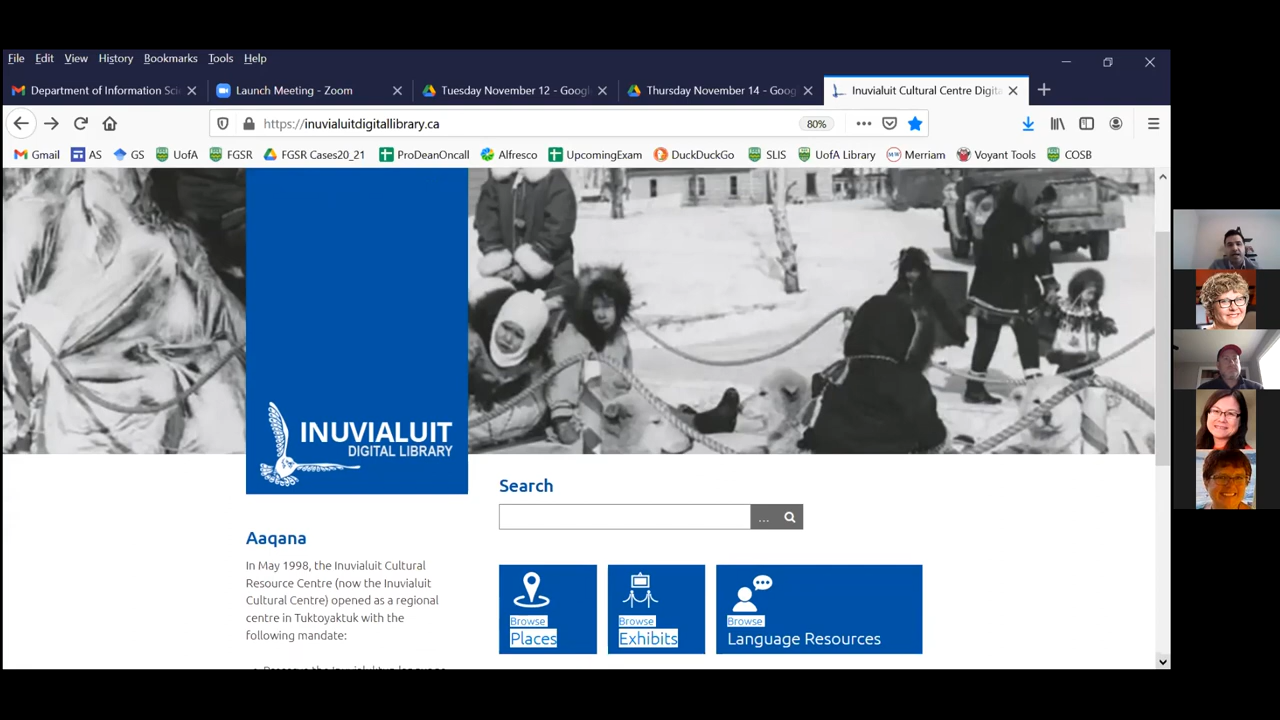 File Edit View History Bookmarks Tools Help
Department of Information Sci
Launch Meeting - Zoom
Tuesday November 12 - Googl
Thursday November 14 - Goog
Inuvialuit Cultural Centre Digita
https://inuvialuitdigitallibrary.ca
80%
Gmail AS GS UofA FGSR FGSR Cases20_21 ProDeanOncall Alfresco UpcomingExam DuckDuckGo SLIS UofA Library Merriam Voyant Tools COSB
INUVIALUIT
DIGITAL LIBRARY
Search
...
Aaqana
In May 1998, the Inuvialuit Cultural
Resource Centre (now the Inuvialuit
Cultural Centre) opened as a regional
centre in Tuktoyaktuk with the
following mandate:
Browse
Places
Browse
Exhibits
Browse
Language Resources